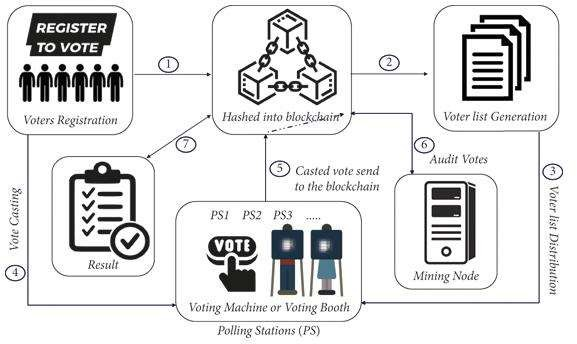 REGISTER
TO VOTE
Voters Registration
1
Hashed into blockchain
2
Voter list Generation
7
5
Casted vote send
to the blockchain
6
Audit Votes
3
Voter list Distribution
Vote Casting
4
Result
PS1 PS2 PS3 .....
VOTE
Voting Machine or Voting Booth
Mining Node
Polling Stations (PS)